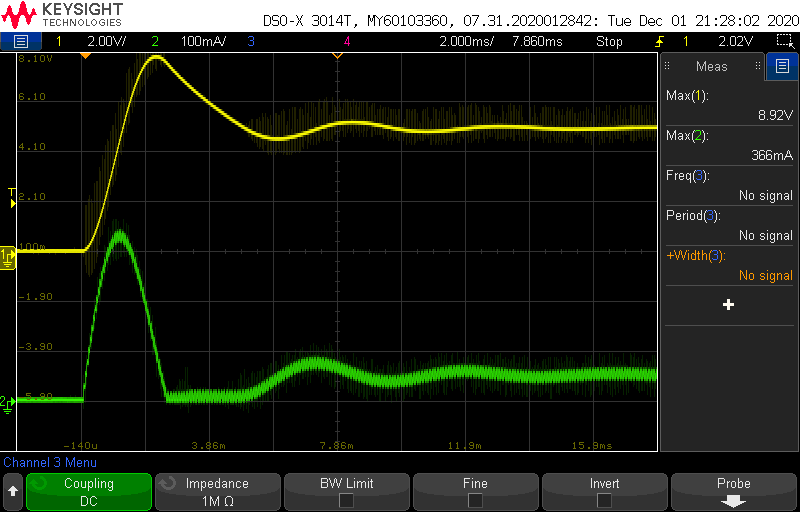 KEYSIGHT
TECHNOLOGIES
DSO-X 3014T, MY60103360, 07.31.2020012842: Tue Dec 01 21:28:02 2020
1 2.00V/ 2 100mA/ 3 4 2.000ms/ 7.860ms Stop 1 2.02V
8.10V
6.10
4.10
T
2.10
1 100m
-1.90
-3.90
2 -5.90
-140u 3.86m 7.86m 11.9m 15.9ms
Meas
Max(1):
8.92V
Max(2):
366mA
Freq(3):
No signal
Period(3):
No signal
+Width(3):
No signal
Channel 3 Menu
Coupling
DC
Impedance
1M Ω
BW Limit
Fine
Invert
Probe